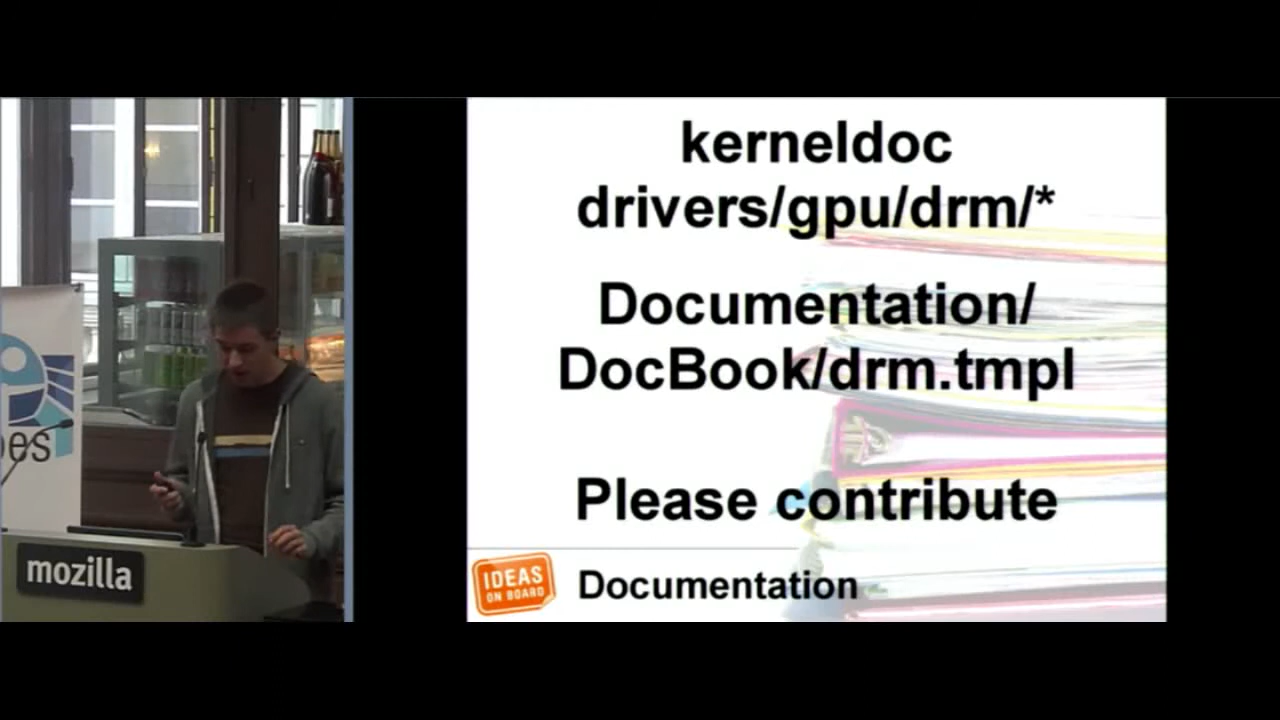 kerneldoc
drivers/gpu/drm/*
Documentation/
DocBook/drm.tmpl
Please contribute
IDEAS
ON BOARD
Documentation
mozilla